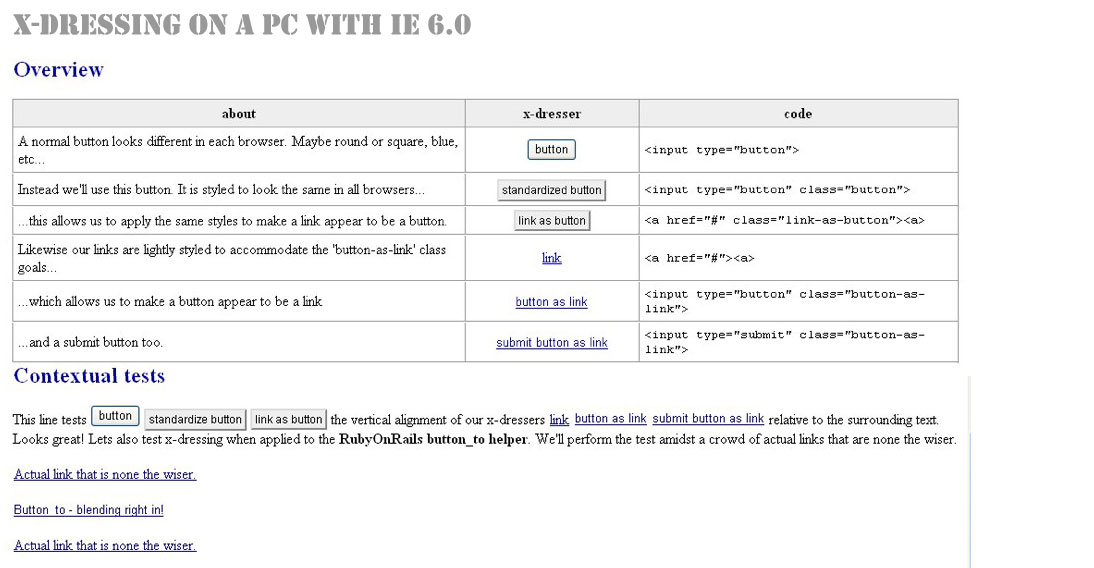 X-DRESSING ON A PC WITH IE 6.0
Overview
about x-dresser code
A normal button looks different in each browser. Maybe round or square, blue,
etc...
button
<input type="button">
Instead we'll use this button. It is styled to look the same in all browsers...
standardized button
<input type="button" class="button">
...this allows us to apply the same styles to make a link appear to be a button.
link as button
<a href="#" class="link-as-button"><a>
Likewise our links are lightly styled to accommodate the 'button-as-link' class
goals...
link
<a href="#"><a>
...which allows us to make a button appear to be a link
button as link
<input type="button" class="button-as-
link">
...and a submit button too.
submit button as link
<input type="submit" class="button-as-
link">
Contextual tests
This line tests button standardize button link as button the vertical alignment of our x-dressers link button as link submit button as link relative to the surrounding text.
Looks great! Lets also test x-dressing when applied to the RubyOnRails button_to helper. We'll perform the test amidst a crowd of actual links that are none the wiser.
Actual link that is none the wiser.
Button_to - blending right in!
Actual link that is none the wiser.